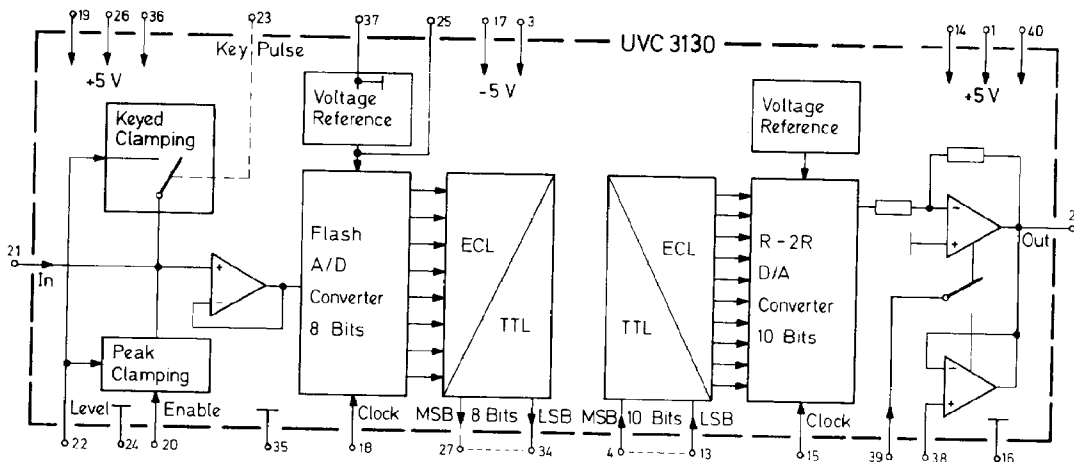 19 26 36 23 37 25 17 3 UVC 3130 14 1 40
Key Pulse
+5 V
-5 V
+5 V
Keyed
Clamping
Voltage
Reference
Voltage
Reference
21
In
+
-
Flash
A/D
Converter
8 Bits
ECL
TTL
ECL
TTL
R-2R
D/A
Converter
10 Bits
-
+
Out
2
Peak
Clamping
-
+
Level
Enable
Clock
MSB 8 Bits LSB
MSB 10 Bits LSB
Clock
22 24 20 35 18 27 34 4 13 15 39 38 16